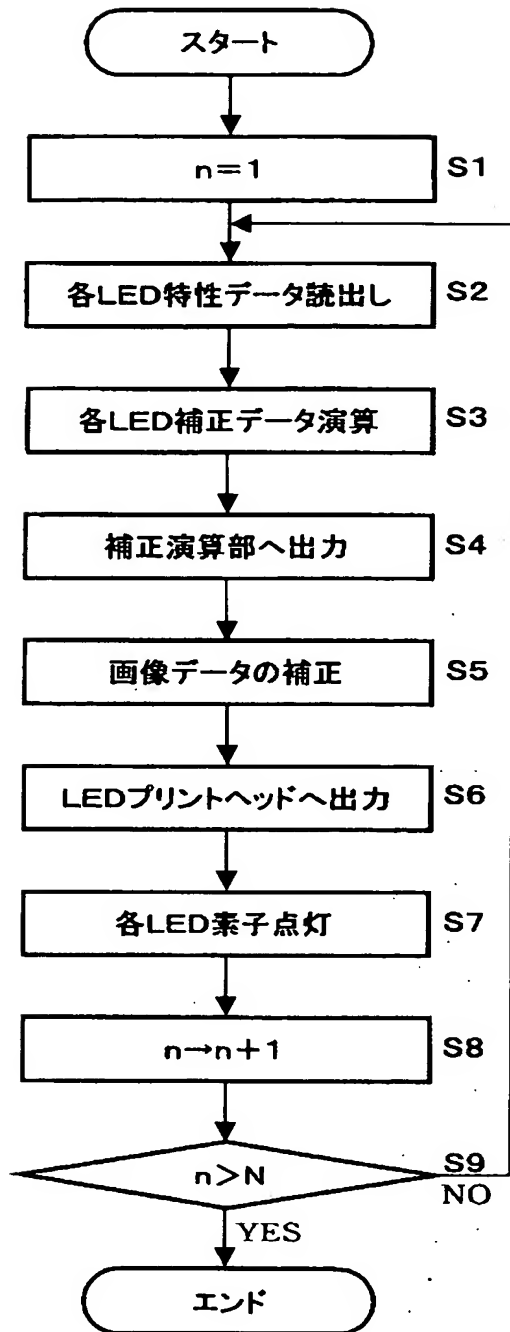 スタート
n＝1
S1
各LED特性データ読出し
S2
各LED補正データ演算
S3
補正演算部へ出力
S4
画像データの補正
S5
LEDプリントヘッドへ出力
S6
各LED素子点灯
S7
n→n＋1
S8
n＞N
S9
NO
YES
エンド